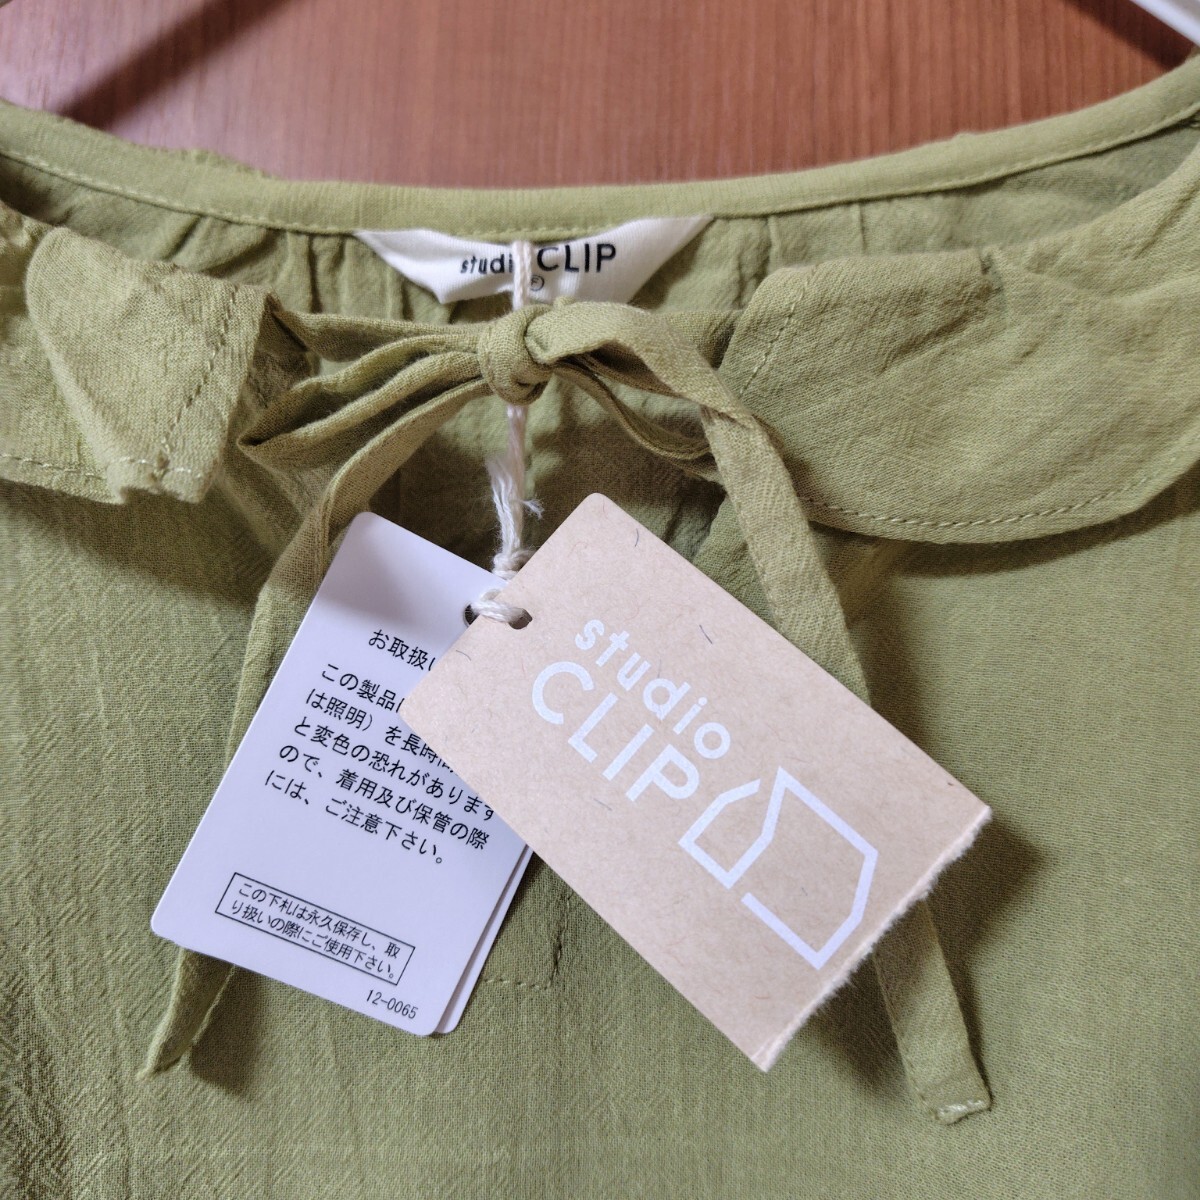 studi CLIP
®
お取扱い
この製品に
は照明）を長時間
と変色の恐れがあります
ので、着用及び保管の際
には、ご注意下さい。
この下札は永久保存し、取
り扱いの際にご使用下さい。
12-0065
studio
CLIP